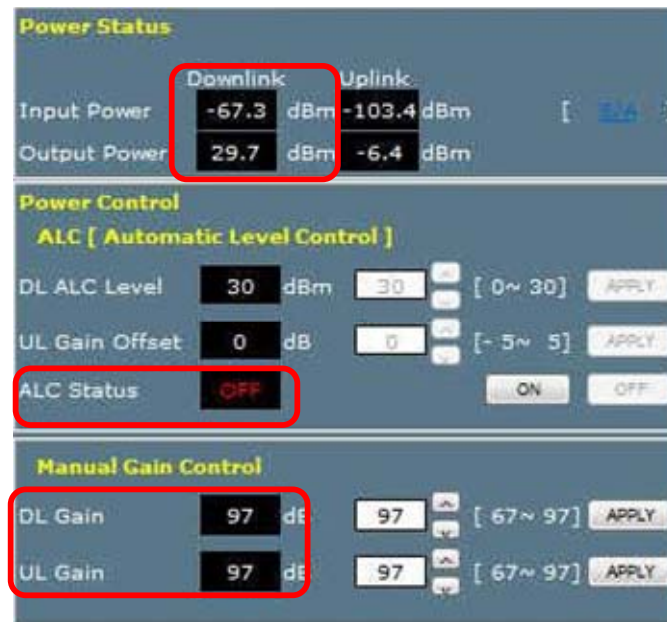 Power Status
Downlink Uplink
Input Power -67.3 dBm -103.4 dBm [
Output Power 29.7 dBm -6.4 dBm
Power Control
ALC [ Automatic Level Control ]
DL ALC Level 30 dBm 30 [ 0~ 30] APPLY
UL Gain Offset 0 dB 0 [- 5~ 5] APPLY
ALC Status OFF ON OFF
Manual Gain Control
DL Gain 97 dB 97 [ 67~ 97] APPLY
UL Gain 97 dB 97 [ 67~ 97] APPLY